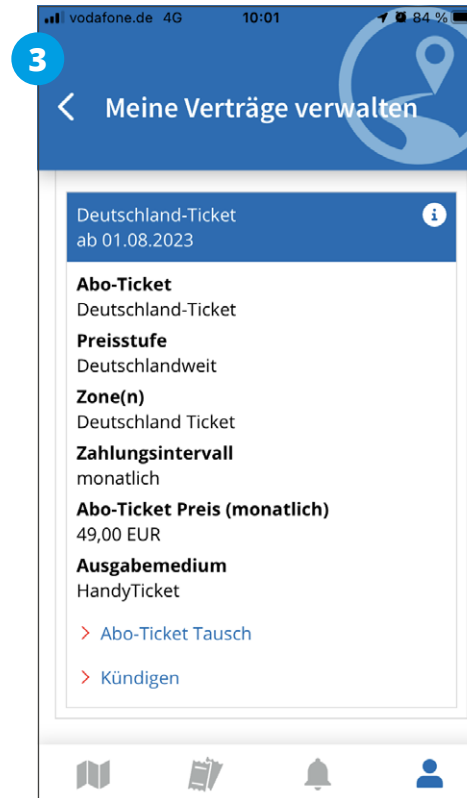 vodafone.de 4G 10:01 84 %
3
Meine Verträge verwalten
Deutschland-Ticket
ab 01.08.2023
Abo-Ticket
Deutschland-Ticket
Preisstufe
Deutschlandweit
Zone(n)
Deutschland Ticket
Zahlungsintervall
monatlich
Abo-Ticket Preis (monatlich)
49,00 EUR
Ausgabemedium
HandyTicket
Abo-Ticket Tausch
Kündigen